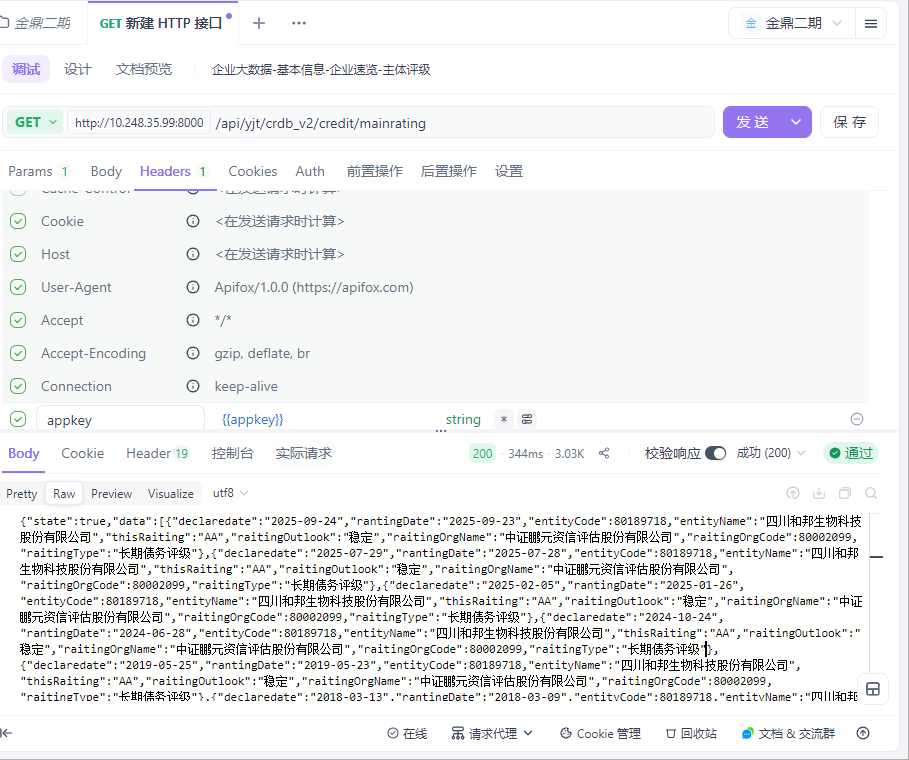 金鼎二期 GET 新建 HTTP 接口 金 金鼎二期
调试 设计 文档预览 企业大数据-基本信息-企业速览-主体评级
GET http://10.248.35.99:8000 /api/yjt/crdb_v2/credit/mainrating 发 送 保 存
Params 1 Body Headers 1 Cookies Auth 前置操作 后置操作 设置
Cache-Control <在发送请求时计算>
Cookie <在发送请求时计算>
Host <在发送请求时计算>
User-Agent Apifox/1.0.0 (https://apifox.com)
Accept */*
Accept-Encoding gzip, deflate, br
Connection keep-alive
appkey {{appkey}} string *
Body Cookie Header 19 控制台 实际请求 200 · 344ms · 3.03K 校验响应 成功 (200) 通过
Pretty Raw Preview Visualize utf8
{"state":true,"data":[{"declaredate":"2025-09-24","rantingDate":"2025-09-23","entityCode":80189718,"entityName":"四川和邦生物科技
股份有限公司","thisRaiting":"AA","raitingOutlook":"稳定","raitingOrgName":"中证鹏元资信评估股份有限公司","raitingOrgCode":80002099,
"raitingType":"长期债务评级"},{"declaredate":"2025-07-29","rantingDate":"2025-07-28","entityCode":80189718,"entityName":"四川和邦
生物科技股份有限公司","thisRaiting":"AA","raitingOutlook":"稳定","raitingOrgName":"中证鹏元资信评估股份有限公司",
"raitingOrgCode":80002099,"raitingType":"长期债务评级"},{"declaredate":"2025-02-05","rantingDate":"2025-01-26",
"entityCode":80189718,"entityName":"四川和邦生物科技股份有限公司","thisRaiting":"AA","raitingOutlook":"稳定","raitingOrgName":"中证
鹏元资信评估股份有限公司","raitingOrgCode":80002099,"raitingType":"长期债务评级"},{"declaredate":"2024-10-24",
"rantingDate":"2024-06-28","entityCode":80189718,"entityName":"四川和邦生物科技股份有限公司","thisRaiting":"AA","raitingOutlook":"
稳定","raitingOrgName":"中证鹏元资信评估股份有限公司","raitingOrgCode":80002099,"raitingType":"长期债务评级"},
{"declaredate":"2019-05-25","rantingDate":"2019-05-23","entityCode":80189718,"entityName":"四川和邦生物科技股份有限公司",
"thisRaiting":"AA","raitingOutlook":"稳定","raitingOrgName":"中证鹏元资信评估股份有限公司","raitingOrgCode":80002099,
"raitingType":"长期债务评级"},{"declaredate":"2018-03-13","rantingDate":"2018-03-09","entityCode":80189718,"entityName":"四川和邦
在线 请求代理 Cookie 管理 回收站 文档 & 交流群